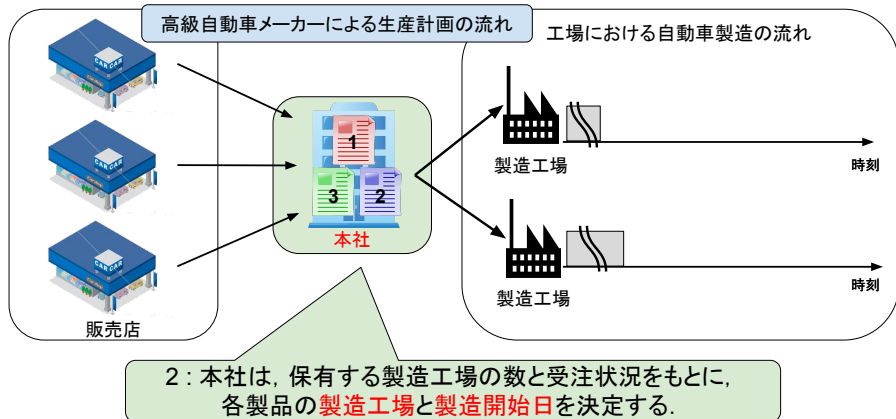 高級自動車メーカーによる生産計画の流れ
工場における自動車製造の流れ
CAR CAR
CAR CAR
CAR CAR
販売店
1
3
2
本社
製造工場
時刻
製造工場
時刻
2 : 本社は, 保有する製造工場の数と受注状況をもとに,
各製品の製造工場と製造開始日を決定する.